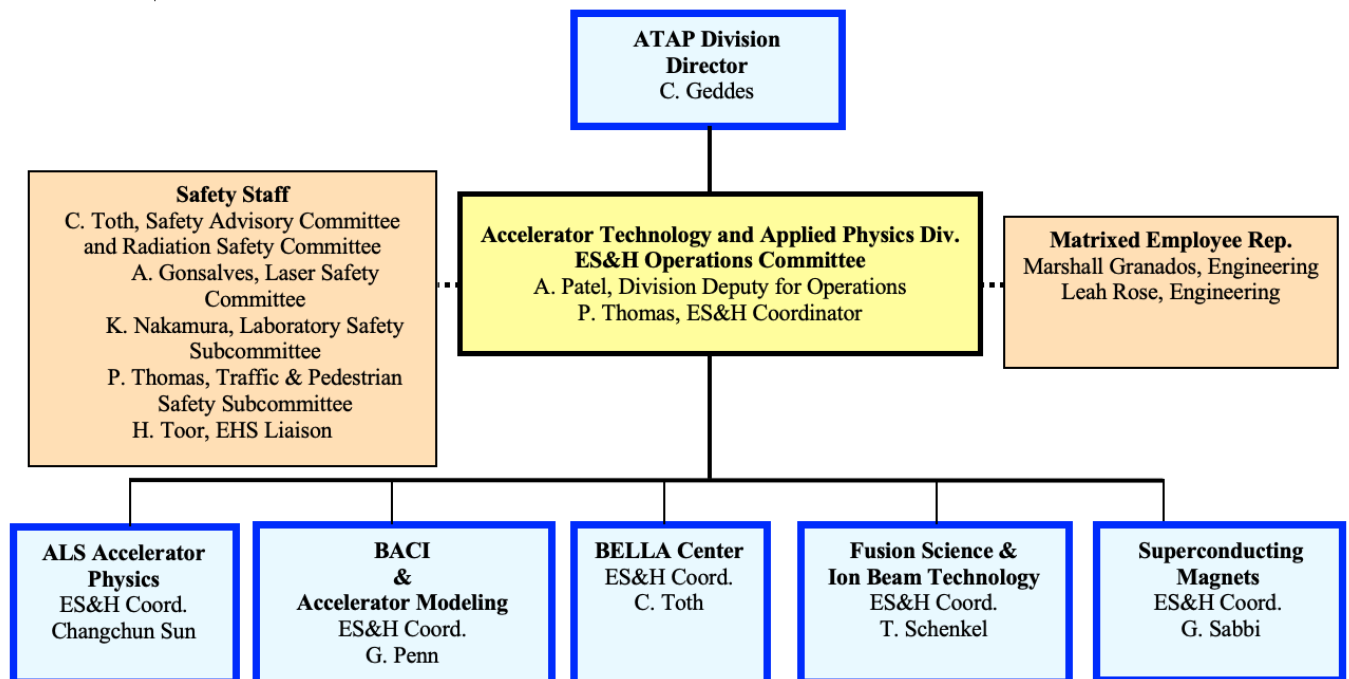 ATAP Division
Director
C. Geddes
Safety Staff
C. Toth, Safety Advisory Committee
and Radiation Safety Committee
A. Gonsalves, Laser Safety
Committee
K. Nakamura, Laboratory Safety
Subcommittee
P. Thomas, Traffic & Pedestrian
Safety Subcommittee
H. Toor, EHS Liaison
Accelerator Technology and Applied Physics Div.
ES&H Operations Committee
A. Patel, Division Deputy for Operations
P. Thomas, ES&H Coordinator
Matrixed Employee Rep.
Marshall Granados, Engineering
Leah Rose, Engineering
ALS Accelerator
Physics
ES&H Coord.
Changchun Sun
BACI
&
Accelerator Modeling
ES&H Coord.
G. Penn
BELLA Center
ES&H Coord.
C. Toth
Fusion Science &
Ion Beam Technology
ES&H Coord.
T. Schenkel
Superconducting
Magnets
ES&H Coord.
G. Sabbi